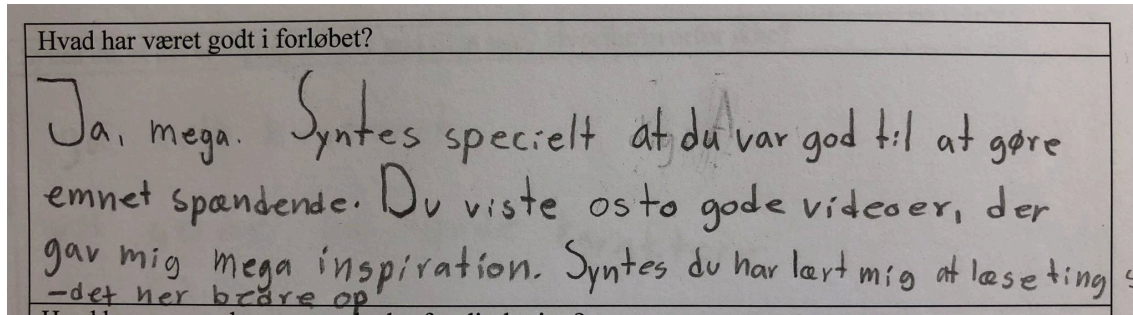 Hvad har været godt i forløbet?
Ja, mega. Syntes specielt at du var god til at gøre
emnet spændende. Du viste os to gode videoer, der
gav mig mega inspiration. Syntes du har lært mig at læse ting s
-det her bedre op